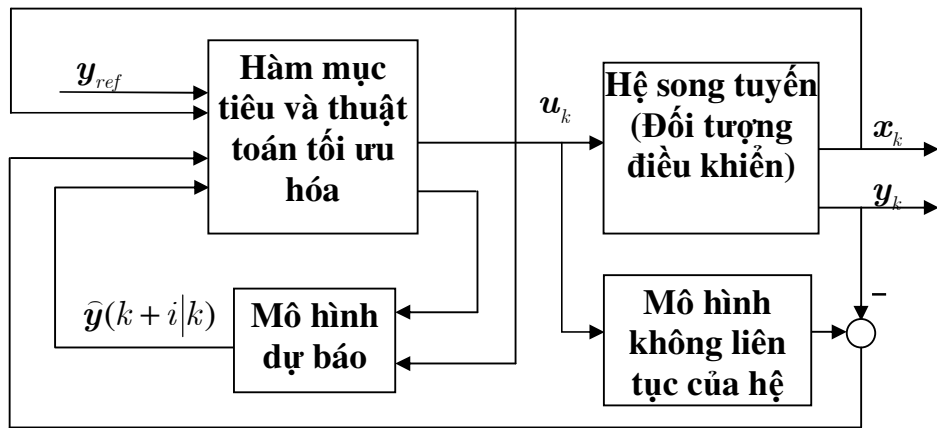 y_ref
Hàm mục
tiêu và thuật
toán tối ưu
hóa
u_k
Hệ song tuyến
(Đối tượng
điều khiển)
x_k
y_k
ŷ(k + i|k)
Mô hình
dự báo
Mô hình
không liên
tục của hệ
−